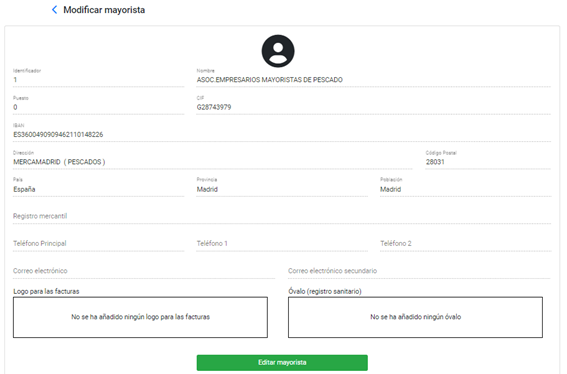 Modificar mayorista
Identificador
Nombre
1
ASOC.EMPRESARIOS MAYORISTAS DE PESCADO
Puesto
CIF
0
G28743979
IBAN
ES3600490909462110148226
Dirección
Código Postal
MERCAMADRID ( PESCADOS )
28031
País
Provincia
Población
España
Madrid
Madrid
Registro mercantil
Teléfono Principal
Teléfono 1
Teléfono 2
Correo electrónico
Correo electrónico secundario
Logo para las facturas
Óvalo (registro sanitario)
No se ha añadido ningún logo para las facturas
No se ha añadido ningún óvalo
Editar mayorista